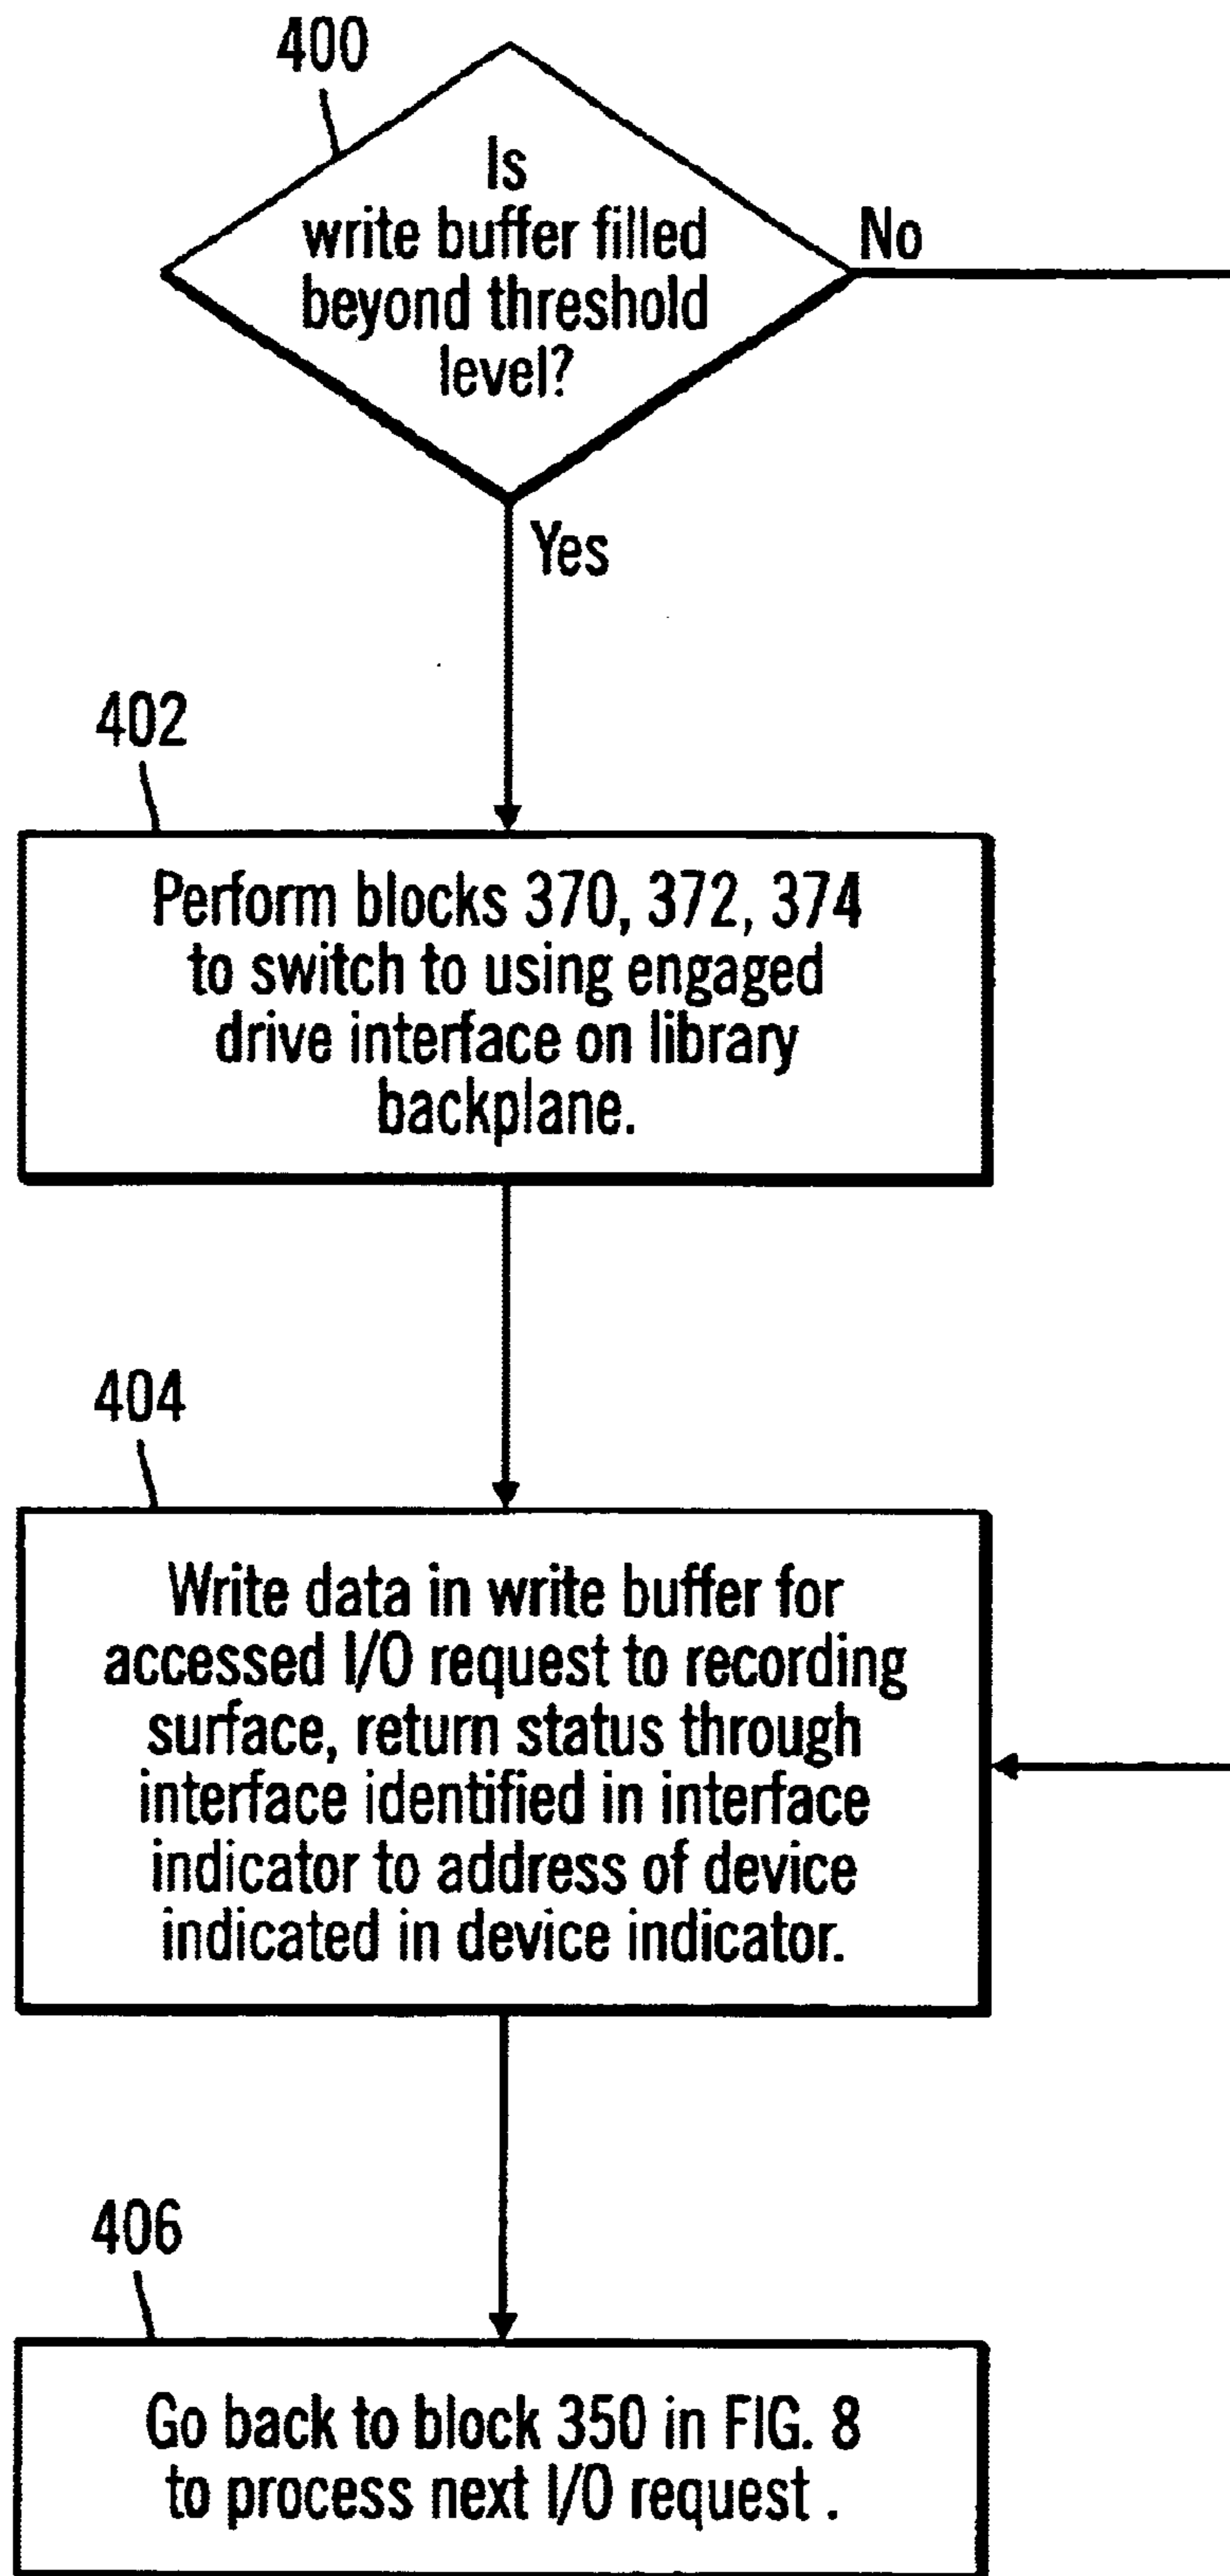 400
Is
write buffer filled
beyond threshold
level?
No
Yes
402
Perform blocks 370, 372, 374
to switch to using engaged
drive interface on library
backplane.
404
Write data in write buffer for
accessed I/O request to recording
surface, return status through
interface identified in interface
indicator to address of device
indicated in device indicator.
406
Go back to block 350 in FIG. 8
to process next I/O request .